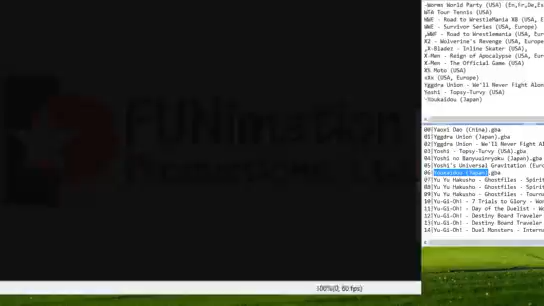 -Worms World Party (USA) (En,Fr,De,Es
WTA Tour Tennis (USA)
WWE - Road to WrestleMania X8 (USA, E
WWE - Survivor Series (USA, Europe)
,WWF - Road to Wrestlemania (USA, Eur
X2 - Wolverine's Revenge (USA, Europe
,X-Bladez - Inline Skater (USA),
X-Men - Reign of Apocalypse (USA, Eur
X-Men - The Official Game (USA)
XS Moto (USA)
xXx (USA, Europe)
Yggdra Union - We'll Never Fight Alon
Yoshi - Topsy-Turvy (USA)
-Youkaidou (Japan)
00|Yaoxi Dao (China).gba
01|Yggdra Union (Japan).gba
02|Yggdra Union - We'll Never Fight Al
03|Yoshi - Topsy-Turvy (USA).gba
04|Yoshi no Banyuuinryoku (Japan).gba
05|Yoshi's Universal Gravitation (Euro
06|Youkaidou (Japan).gba
07|Yu Yu Hakusho - Ghostfiles - Spirit
08|Yu Yu Hakusho - Ghostfiles - Spirit
09|Yu Yu Hakusho - Ghostfiles - Tourna
10|Yu-Gi-Oh! - 7 Trials to Glory - Wor
11|Yu-Gi-Oh! - Day of the Duelist - Wo
12|Yu-Gi-Oh! - Destiny Board Traveler
13|Yu-Gi-Oh! - Destiny Board Traveler
14|Yu-Gi-Oh! - Duel Monsters - Interna
100%(0, 60 fps)